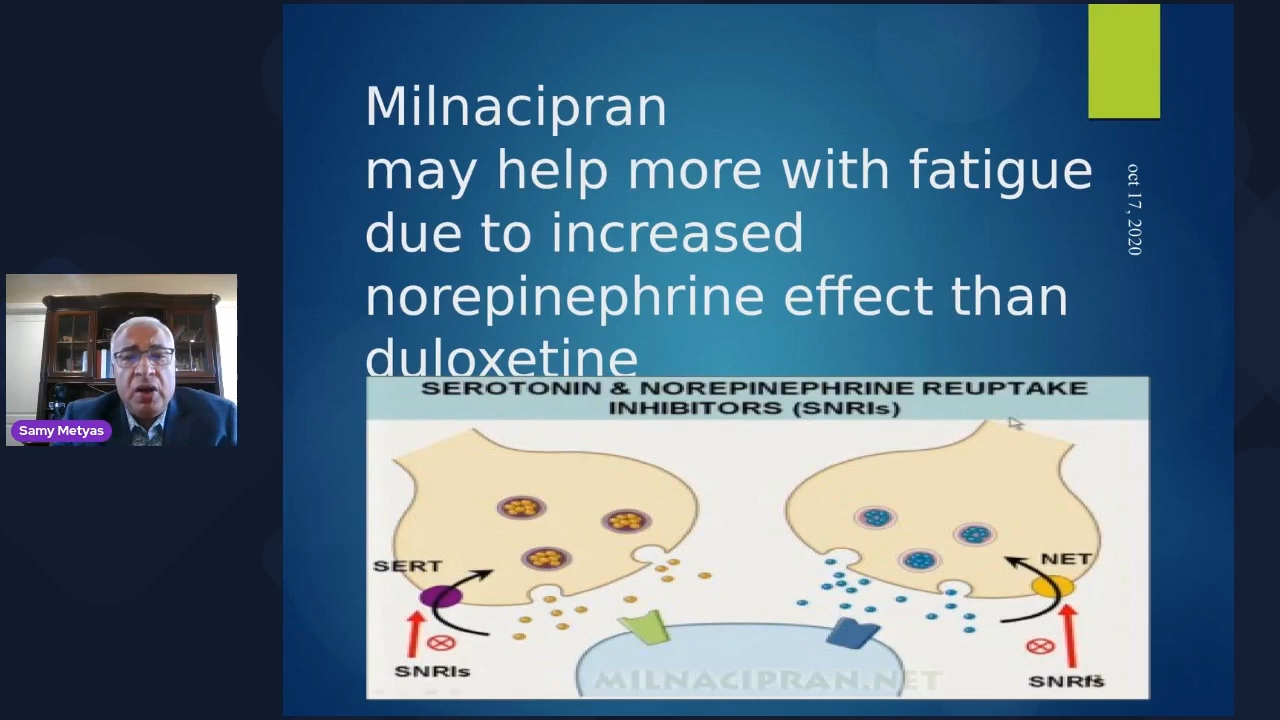 Milnacipran
may help more with fatigue
due to increased
norepinephrine effect than
duloxetine
oct 17, 2020
SEROTONIN & NOREPINEPHRINE REUPTAKE
INHIBITORS (SNRIs)
SERT
NET
SNRIs
SNRIs
MILNACIPRAN.NET
Samy Metyas